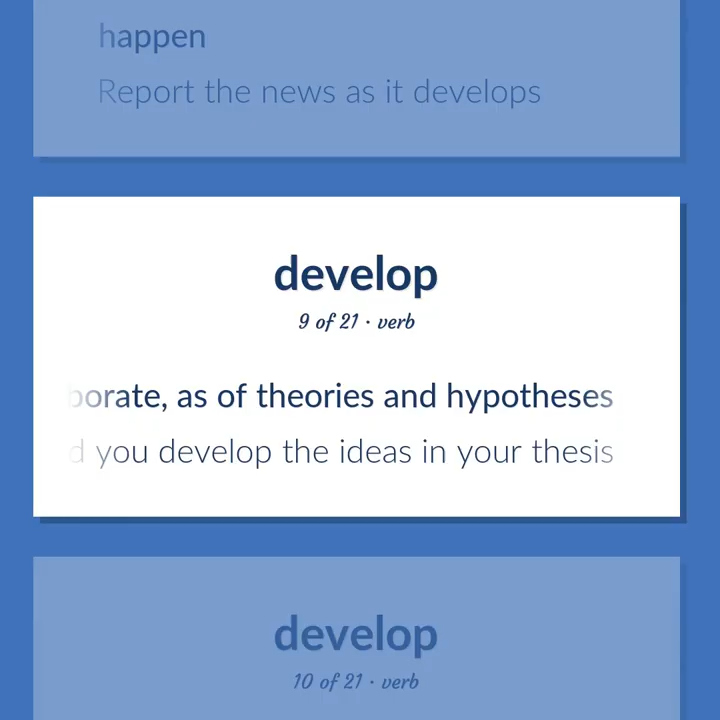 happen
Report the news as it develops
develop
9 of 21 · verb
borate, as of theories and hypotheses
d you develop the ideas in your thesis
develop
10 of 21 · verb